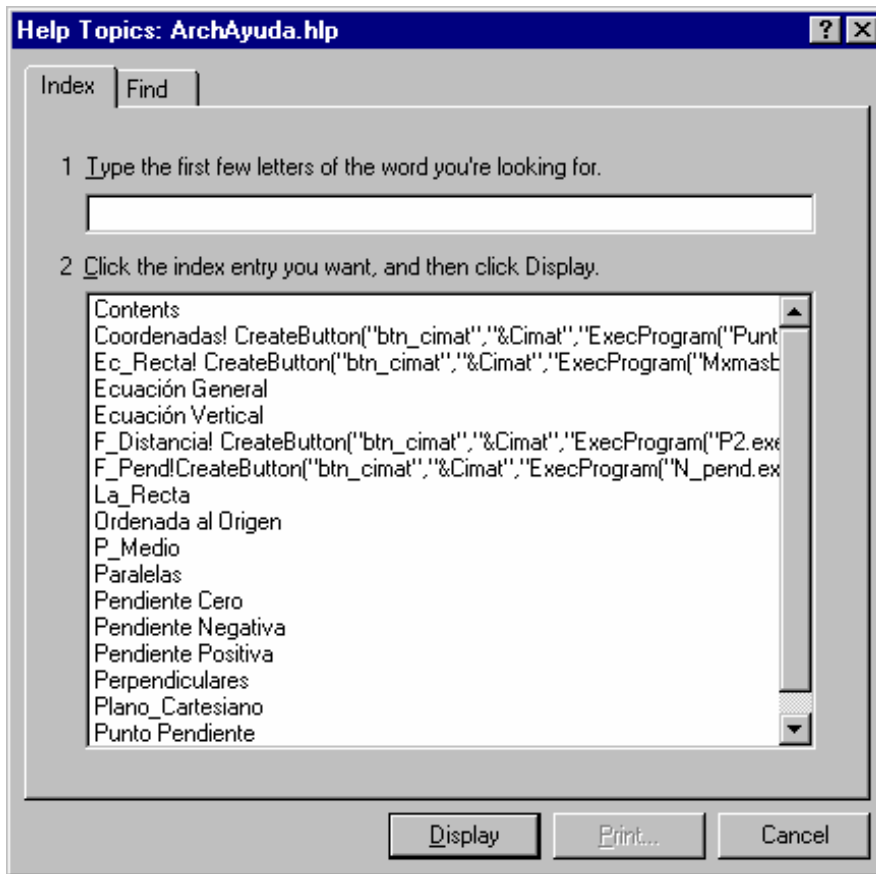 Help Topics: ArchAyuda.hlp
Index Find
1 Type the first few letters of the word you're looking for.
2 Click the index entry you want, and then click Display.
Contents
Coordenadas! CreateButton("btn_cimat","&Cimat","ExecProgram("Punt
Ec_Recta! CreateButton("btn_cimat","&Cimat","ExecProgram("Mxmasb
Ecuación General
Ecuación Vertical
F_Distancia! CreateButton("btn_cimat","&Cimat","ExecProgram("P2.exe
F_Pend!CreateButton("btn_cimat","&Cimat","ExecProgram("N_pend.ex
La_Recta
Ordenada al Origen
P_Medio
Paralelas
Pendiente Cero
Pendiente Negativa
Pendiente Positiva
Perpendiculares
Plano_Cartesiano
Punto Pendiente
Display Print... Cancel